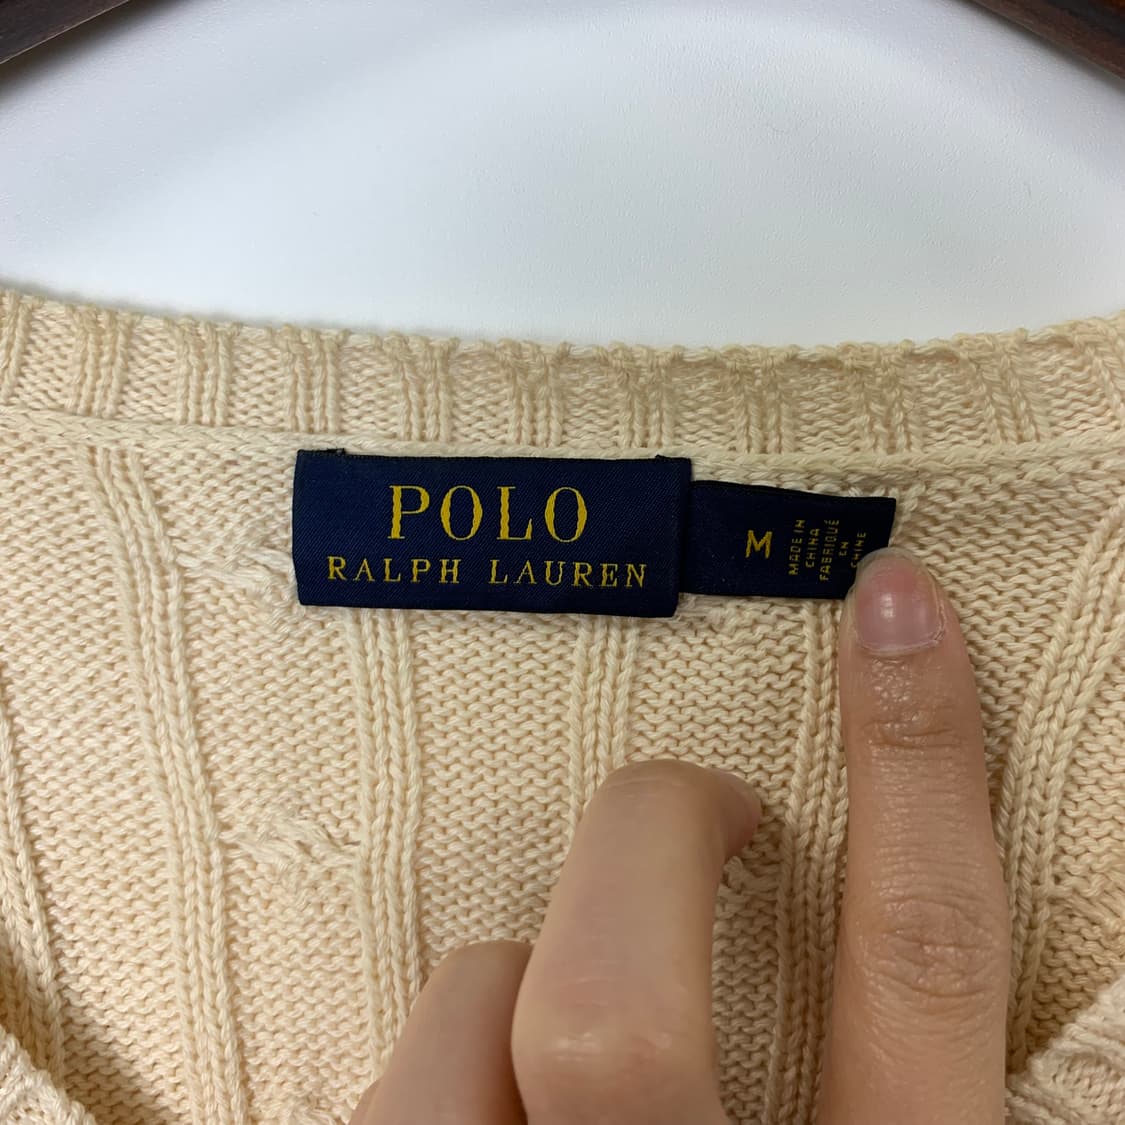 POLO
RALPH LAUREN
M
MADE IN
CHINA
FABRIQUÉ
EN
CHINE